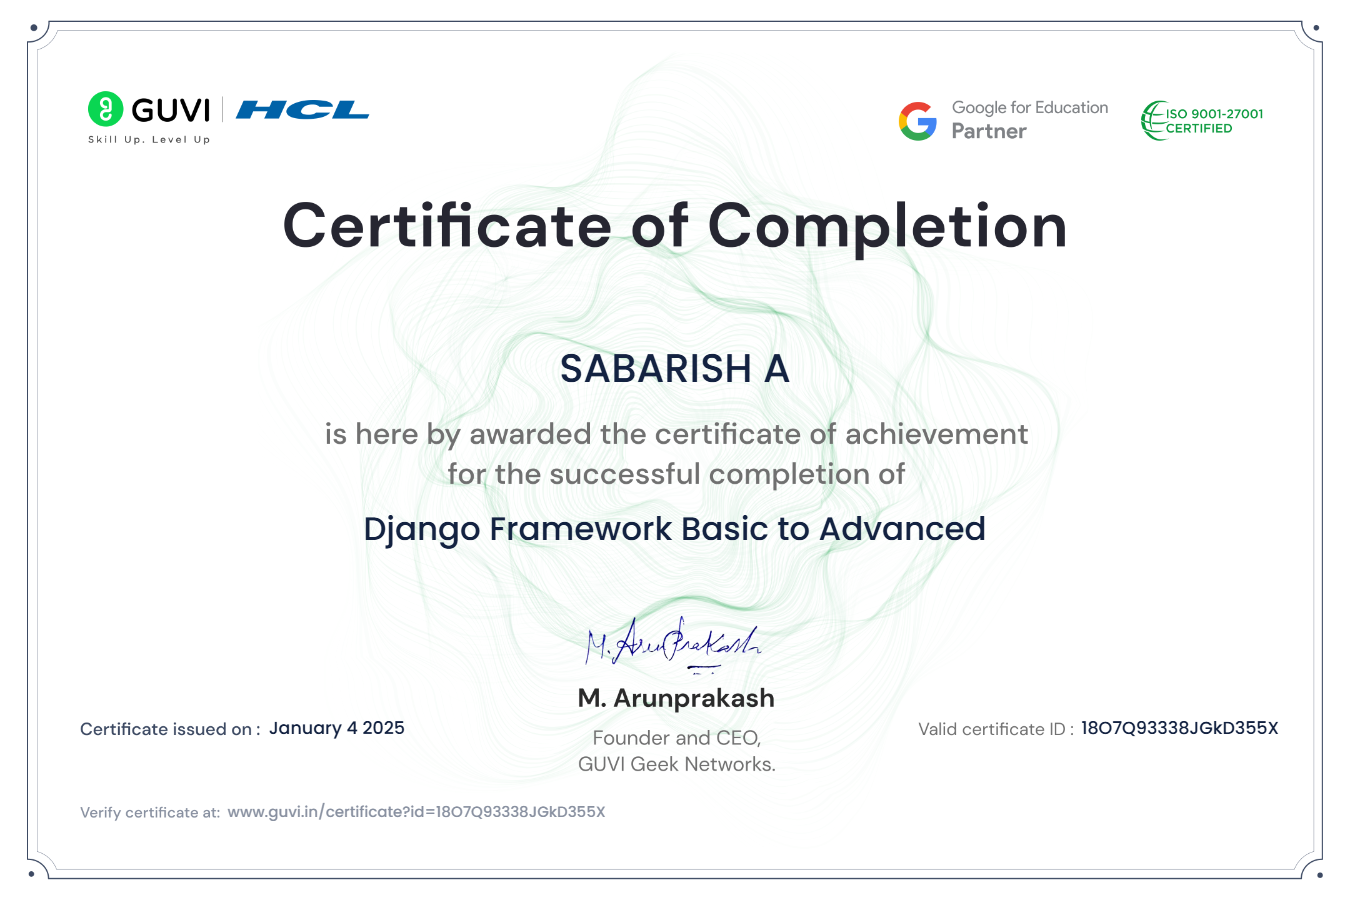 GUVI | HCL
Skill Up. Level Up
Google for Education
Partner
ISO 9001-27001
CERTIFIED
Certificate of Completion
SABARISH A
is here by awarded the certificate of achievement
for the successful completion of
Django Framework Basic to Advanced
M. Arunprakash
M. Arunprakash
Founder and CEO,
GUVI Geek Networks.
Certificate issued on : January 4 2025
Valid certificate ID : 18O7Q93338JGkD355X
Verify certificate at: www.guvi.in/certificate?id=18O7Q93338JGkD355X